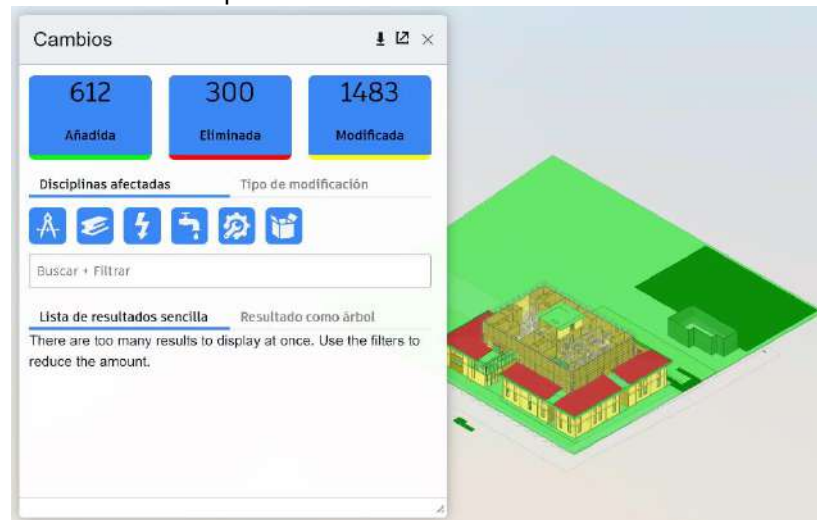 Cambios
612 300 1483
Añadida Eliminada Modificada
Disciplinas afectadas Tipo de modificación
Buscar + Filtrar
Lista de resultados sencilla Resultado como árbol
There are too many results to display at once. Use the filters to
reduce the amount.